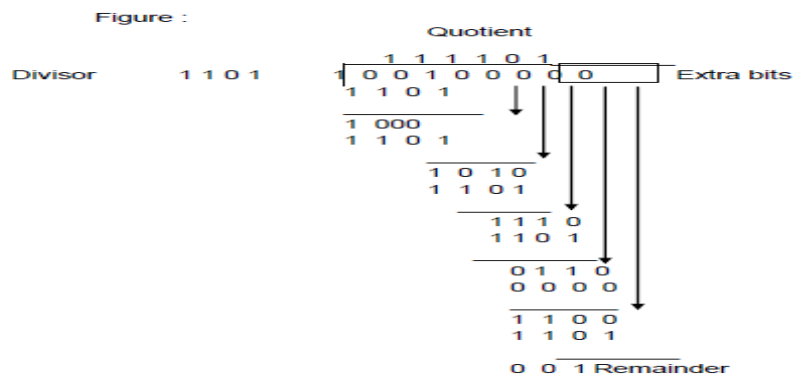 Figure :
Quotient
1 1 1 1 0 1
Divisor 1 1 0 1 1 0 0 1 0 0 0 0 0 0 Extra bits
1 1 0 1
1 000
1 1 0 1
1 0 1 0
1 1 0 1
1 1 1 0
1 1 0 1
0 1 1 0
0 0 0 0
1 1 0 0
1 1 0 1
0 0 1 Remainder